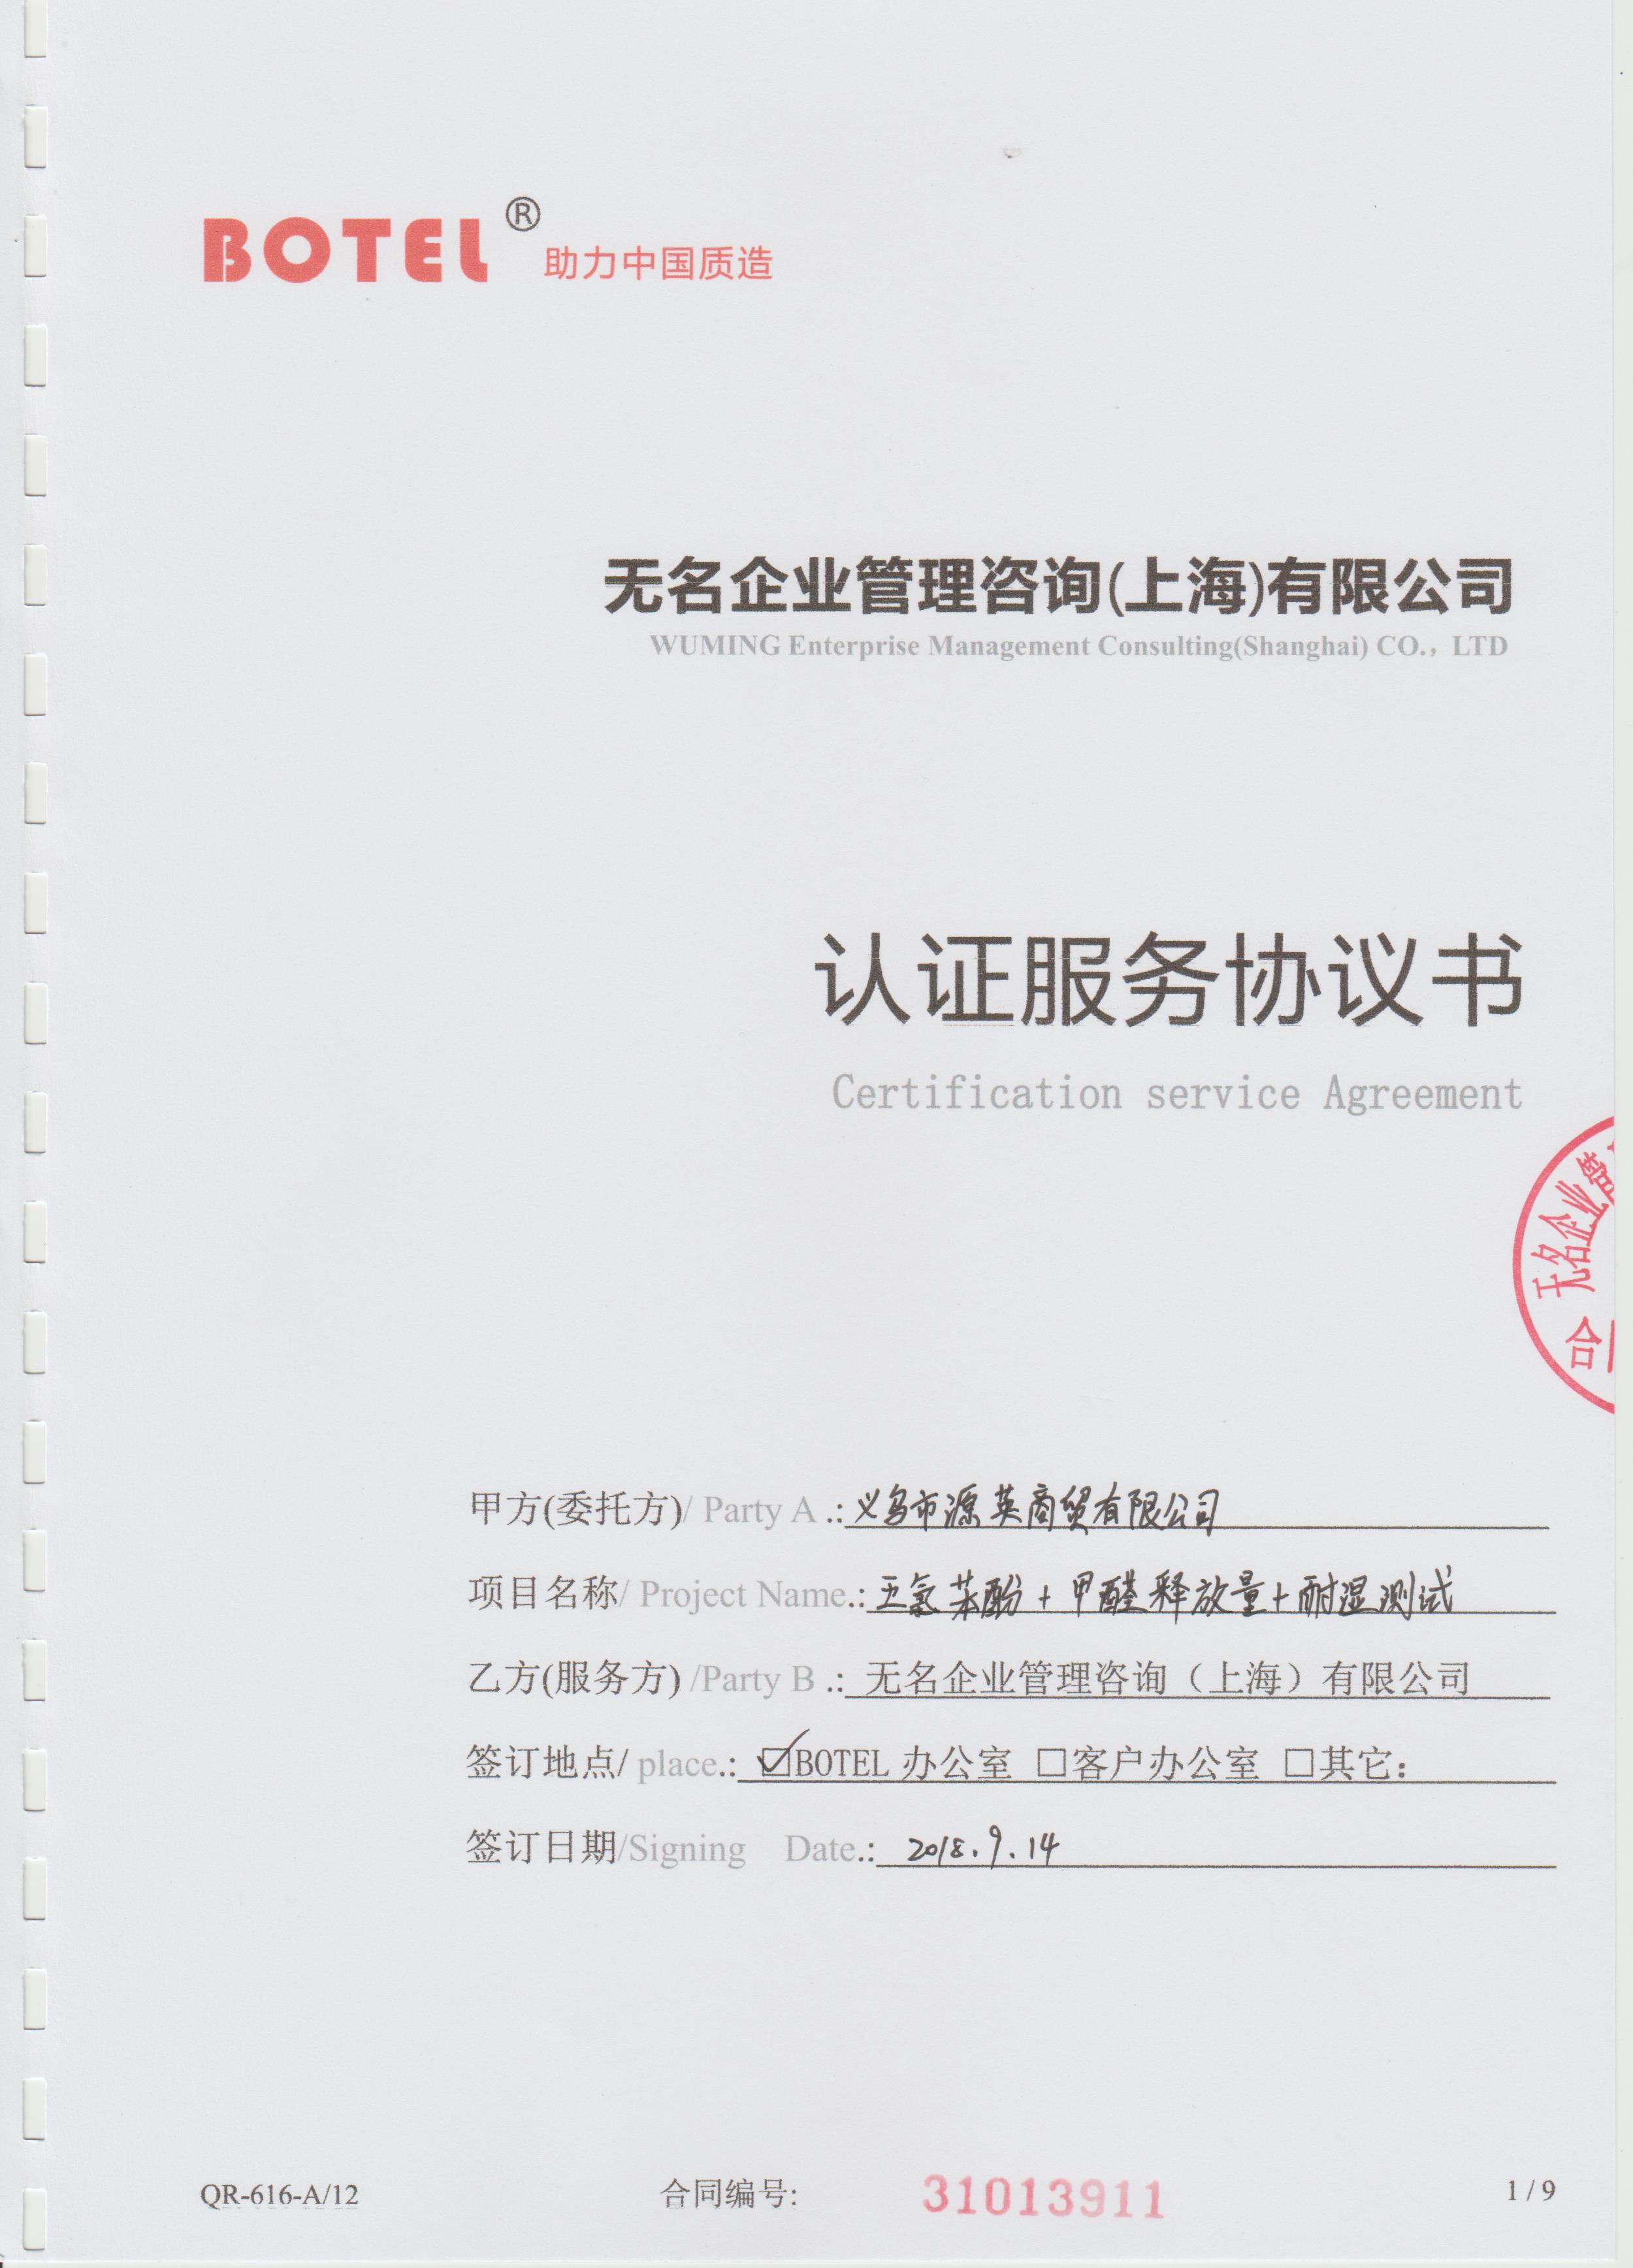 BOTEL® 助力中国质造
无名企业管理咨询(上海)有限公司
WUMING Enterprise Management Consulting(Shanghai) CO.，LTD
认证服务协议书
Certification service Agreement
无名企业管
合
甲方(委托方)/ Party A .:义乌市源英商贸有限公司
项目名称/ Project Name.:五氯苯酚+甲醛释放量+耐湿测试
乙方(服务方) /Party B .: 无名企业管理咨询（上海）有限公司
签订地点/ place.: ☑BOTEL 办公室 □客户办公室 □其它:
签订日期/Signing Date.: 2018.9.14
QR-616-A/12 合同编号: 31013911 1 / 9